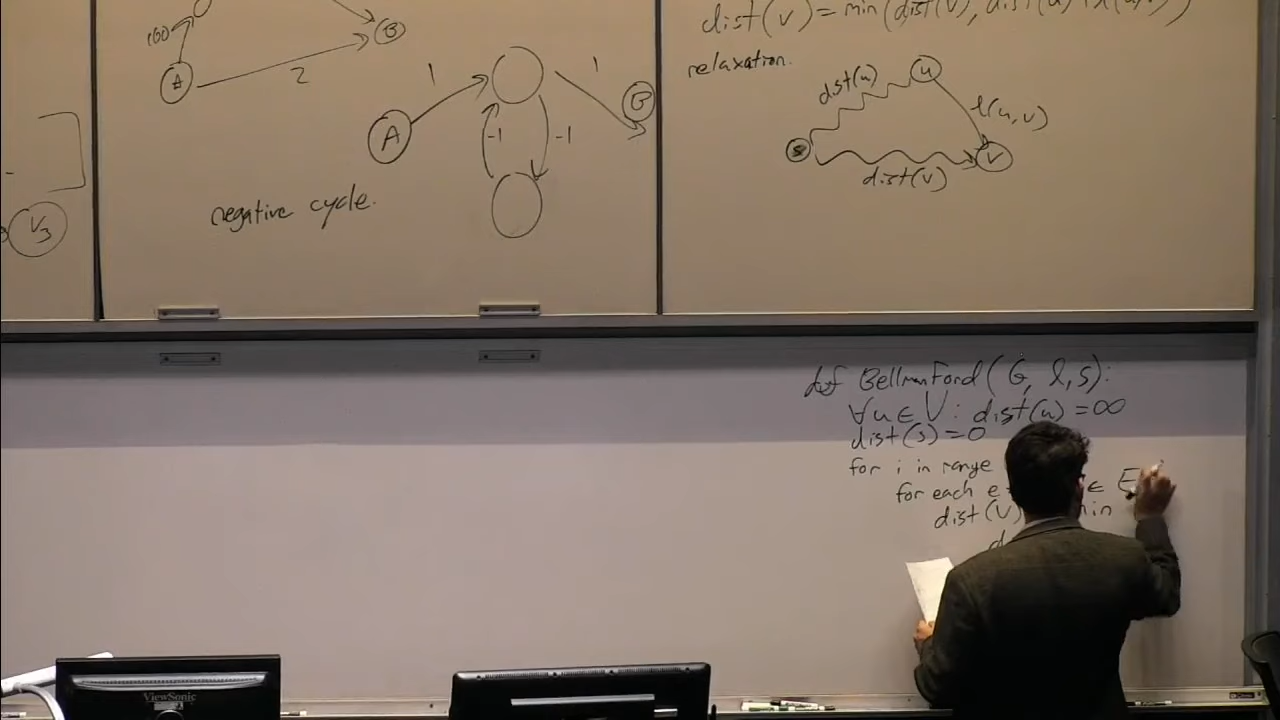 100
A
2
B
V3
negative cycle.
A
1
-1
-1
1
B
dist(v) = min(dist(v), dist(u)
relaxation.
dist(u)
u
l(u,v)
s
dist(v)
v
def BellmanFord(G, l, s):
∀u ∈ V: dist(u) = ∞
dist(s) = 0
for i in range
for each e ∈ E
dist(v) min
ViewSonic